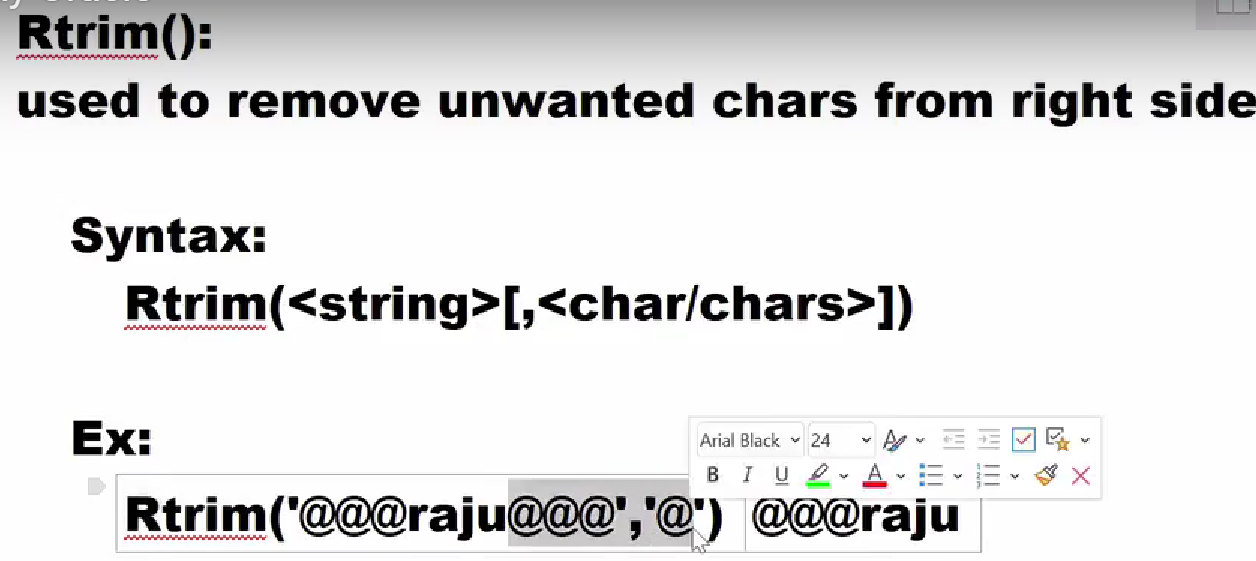 Rtrim():
used to remove unwanted chars from right side
Syntax:
Rtrim(<string>[,<char/chars>])
Ex:
Arial Black 24
B I U A
Rtrim('@@@raju@@@','@') @@@raju